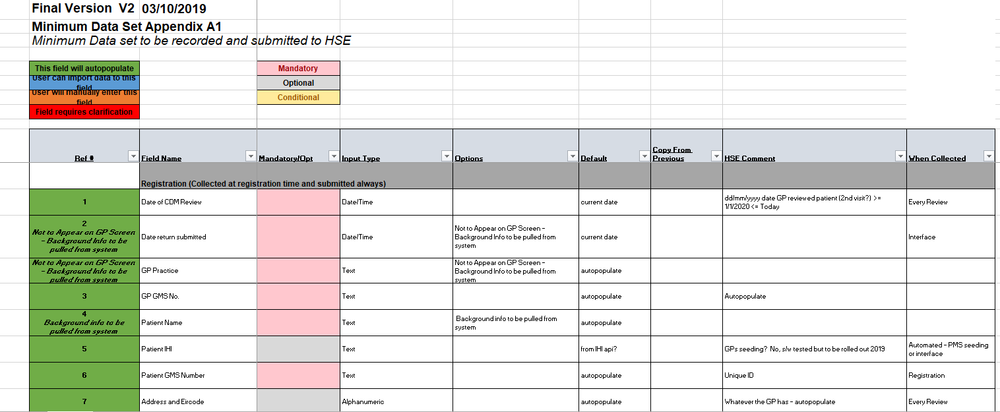 Final Version V2 03/10/2019
Minimum Data Set Appendix A1
Minimum Data set to be recorded and submitted to HSE
This field will autopopulate Mandatory
User can import data to this
field
Optional
User will manually enter this
field
Conditional
Field requires clarification
Ref # Field Name Mandatory/Opt Input Type Options Default Copy From
Previous HSE Comment When Collected
Registration (Collected at registration time and submitted always)
1 Date of CDM Review Date/Time current date dd/mm/yyyy date GP reviewed patient (2nd visit?) >=
1/1/2020 <= Today Every Review
2
Not to Appear on GP Screen
- Background Info to be
pulled from system
Date return submitted Date/Time Not to Appear on GP Screen -
Background Info to be pulled from
system
current date Interface
Not to Appear on GP Screen
- Background Info to be
pulled from system
GP Practice Text Not to Appear on GP Screen -
Background Info to be pulled from
system
autopopulate
3 GP GMS No. Text autopopulate Autopopulate
4
Background info to be
pulled from system
Patient Name Text Background info to be pulled from
system
autopopulate
5 Patient IHI Text from IHI api? GPs seeding? No, s/w tested but to be rolled out 2019 Automated - PMS seeding
or interface
6 Patient GMS Number Text autopopulate Unique ID Registration
7 Address and Eircode Alphanumeric autopopulate Whatever the GP has - autopopulate Every Review